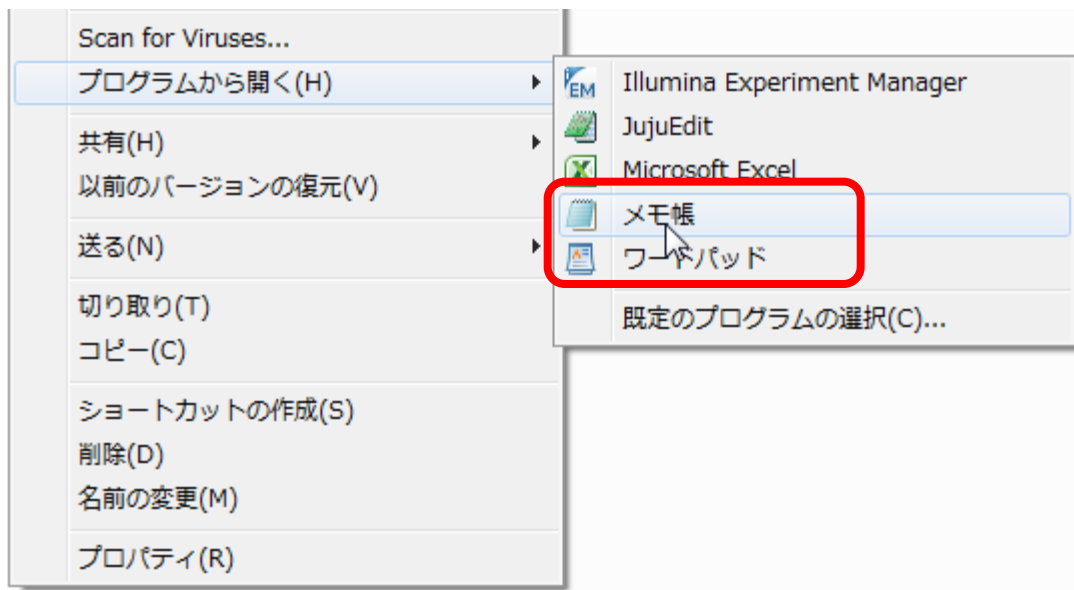 Scan for Viruses...
プログラムから開く(H)
共有(H)
以前のバージョンの復元(V)
送る(N)
切り取り(T)
コピー(C)
ショートカットの作成(S)
削除(D)
名前の変更(M)
プロパティ(R)
EM Illumina Experiment Manager
JujuEdit
Microsoft Excel
メモ帳
ワードパッド
既定のプログラムの選択(C)...